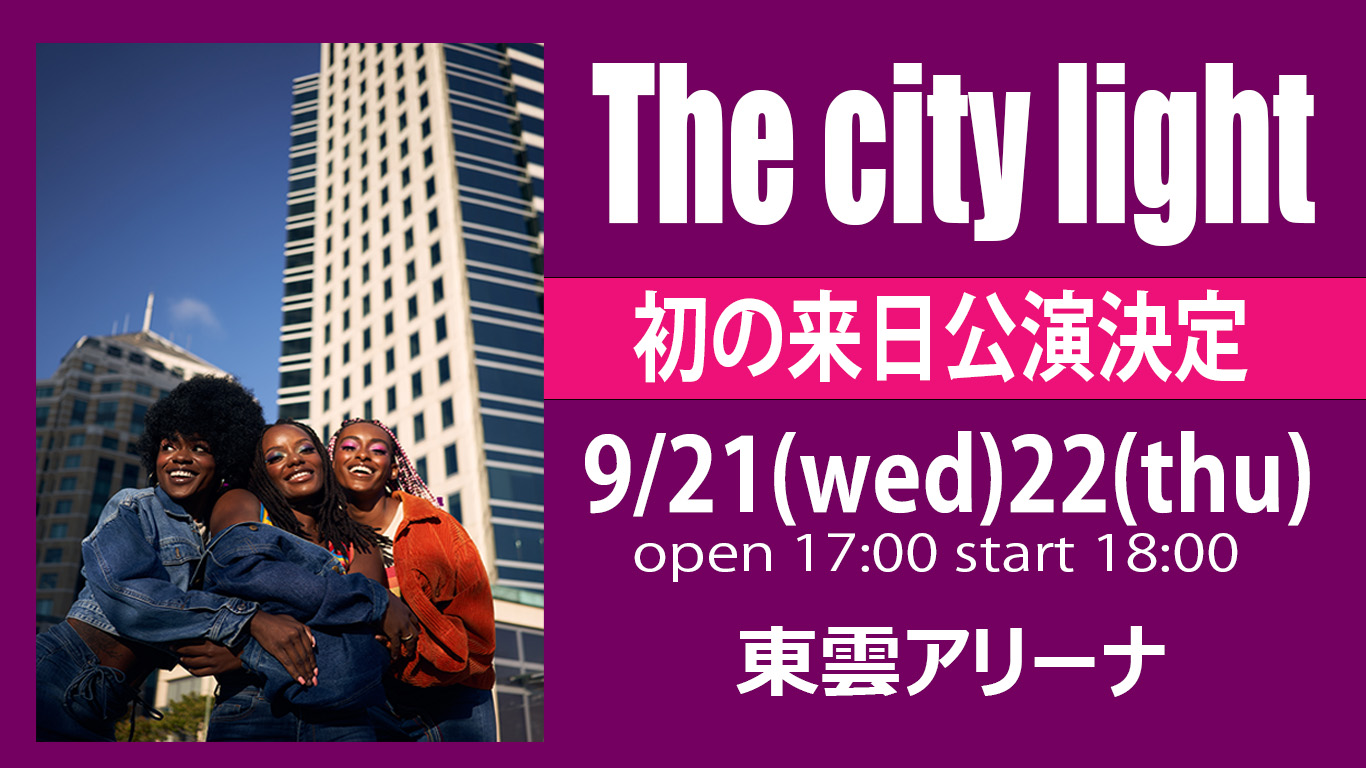 The city light
初の来日公演決定
9/21(wed)22(thu)
open 17:00 start 18:00
東雲アリーナ